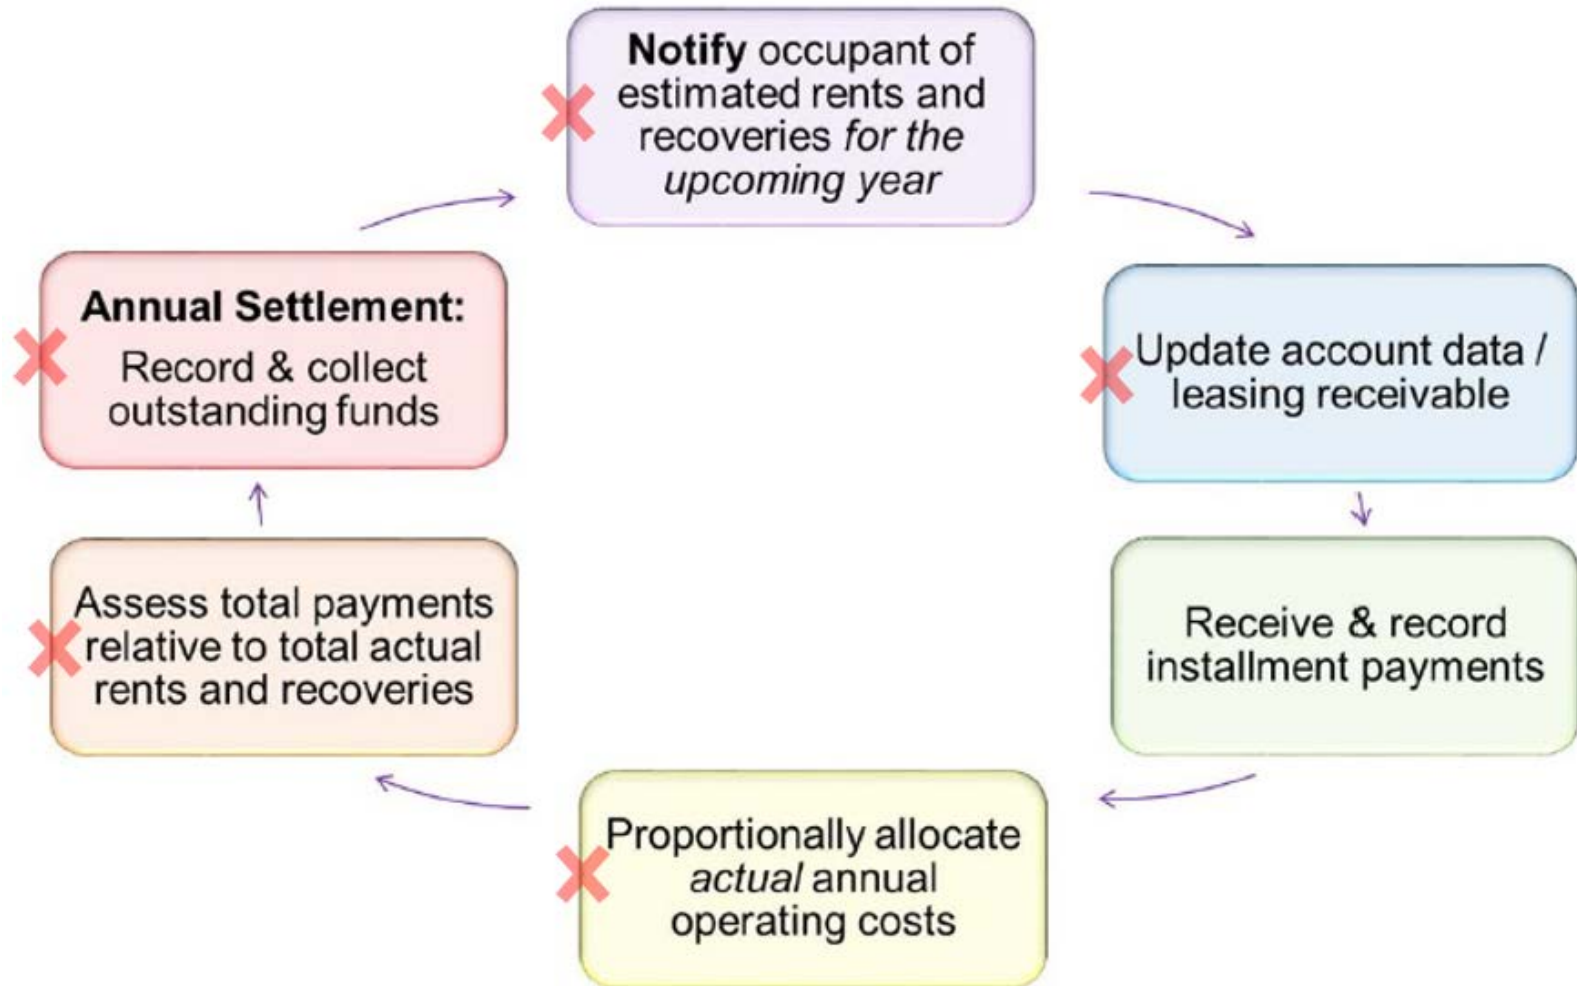 Notify occupant of
estimated rents and
recoveries for the
upcoming year
Update account data /
leasing receivable
Receive & record
installment payments
Proportionally allocate
actual annual
operating costs
Assess total payments
relative to total actual
rents and recoveries
Annual Settlement:
Record & collect
outstanding funds